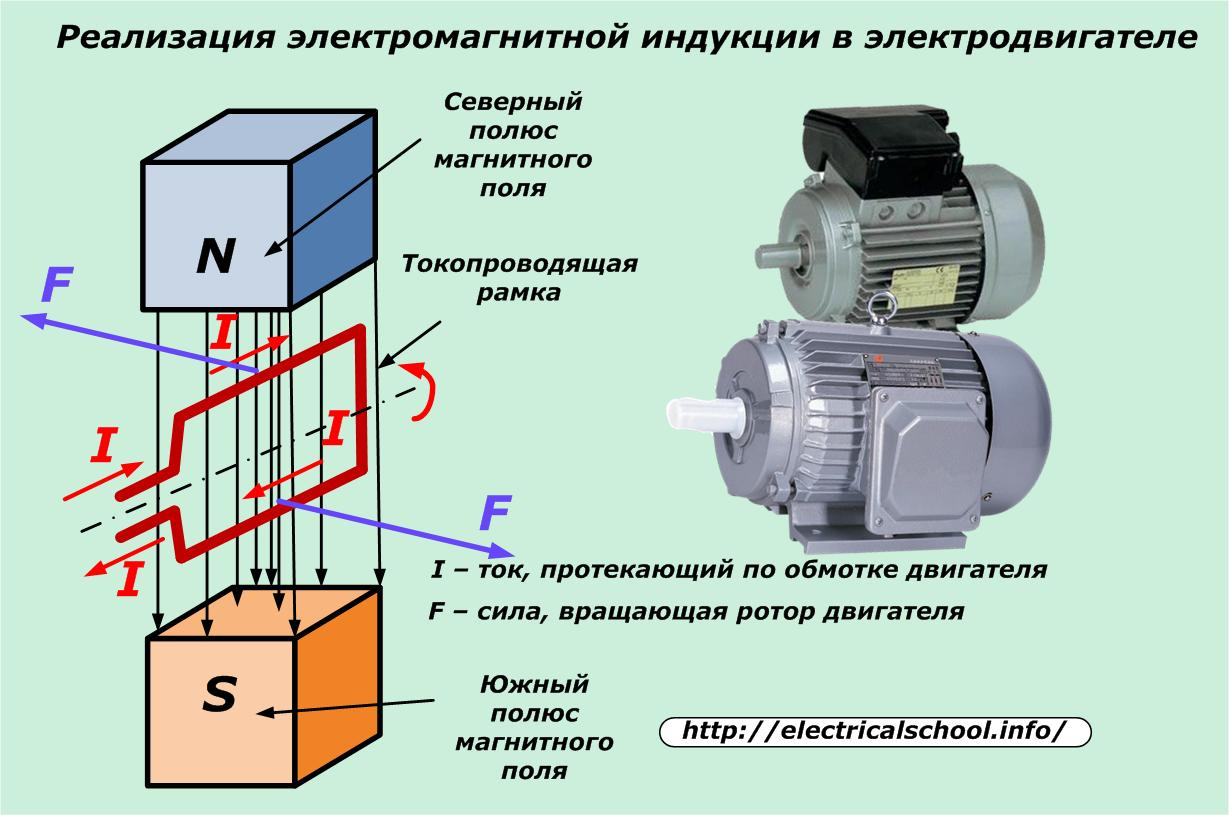 Реализация электромагнитной индукции в электродвигателе
Северный
полюс
магнитного
поля
N
Токопроводящая
рамка
F
I
I
I
F
I
I – ток, протекающий по обмотке двигателя
F – сила, вращающая ротор двигателя
S
Южный
полюс
магнитного
поля
http://electricalschool.info/